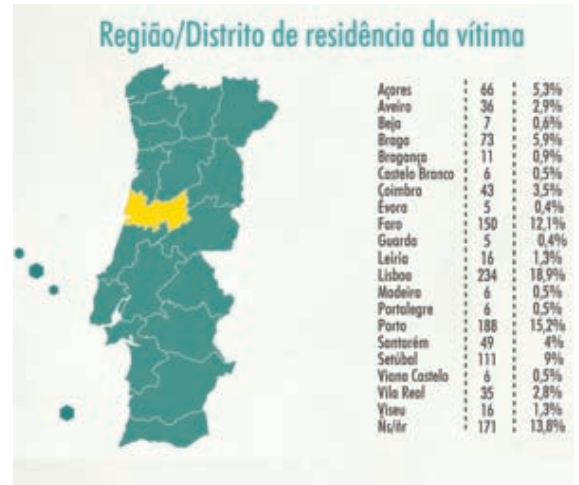 Região/Distrito de residência da vítima
Açores 66 5,3%
Aveiro 36 2,9%
Beja 7 0,6%
Braga 73 5,9%
Bragança 11 0,9%
Castelo Branco 6 0,5%
Coimbra 43 3,5%
Évora 5 0,4%
Faro 150 12,1%
Guarda 5 0,4%
Leiria 16 1,3%
Lisboa 234 18,9%
Madeira 6 0,5%
Portalegre 6 0,5%
Porto 188 15,2%
Santarém 49 4%
Setúbal 111 9%
Viana Castelo 6 0,5%
Vila Real 35 2,8%
Viseu 16 1,3%
Ns/ñr 171 13,8%